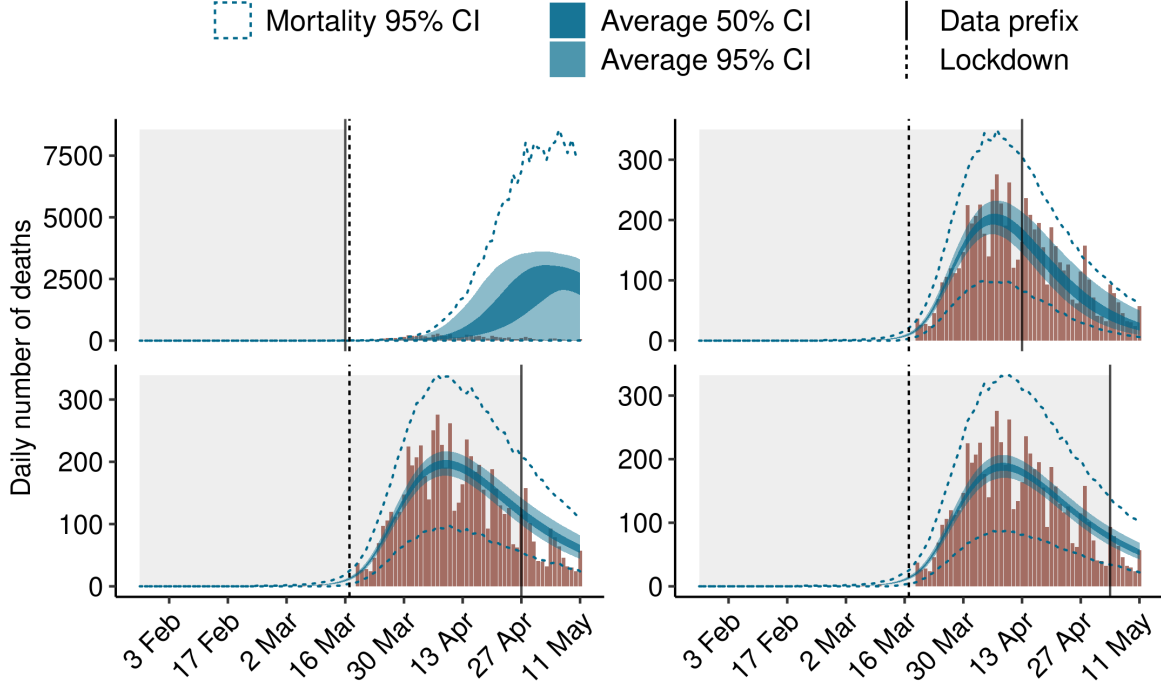 Mortality 95% CI
Average 50% CI
Average 95% CI
Data prefix
Lockdown
Daily number of deaths
7500
5000
2500
0
300
200
100
0
300
200
100
0
300
200
100
0
3 Feb
17 Feb
2 Mar
16 Mar
30 Mar
13 Apr
27 Apr
11 May
3 Feb
17 Feb
2 Mar
16 Mar
30 Mar
13 Apr
27 Apr
11 May